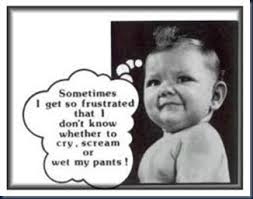 Sometimes
I get so frustrated that I
don't know
whether to
cry, scream
or
wet my pants !